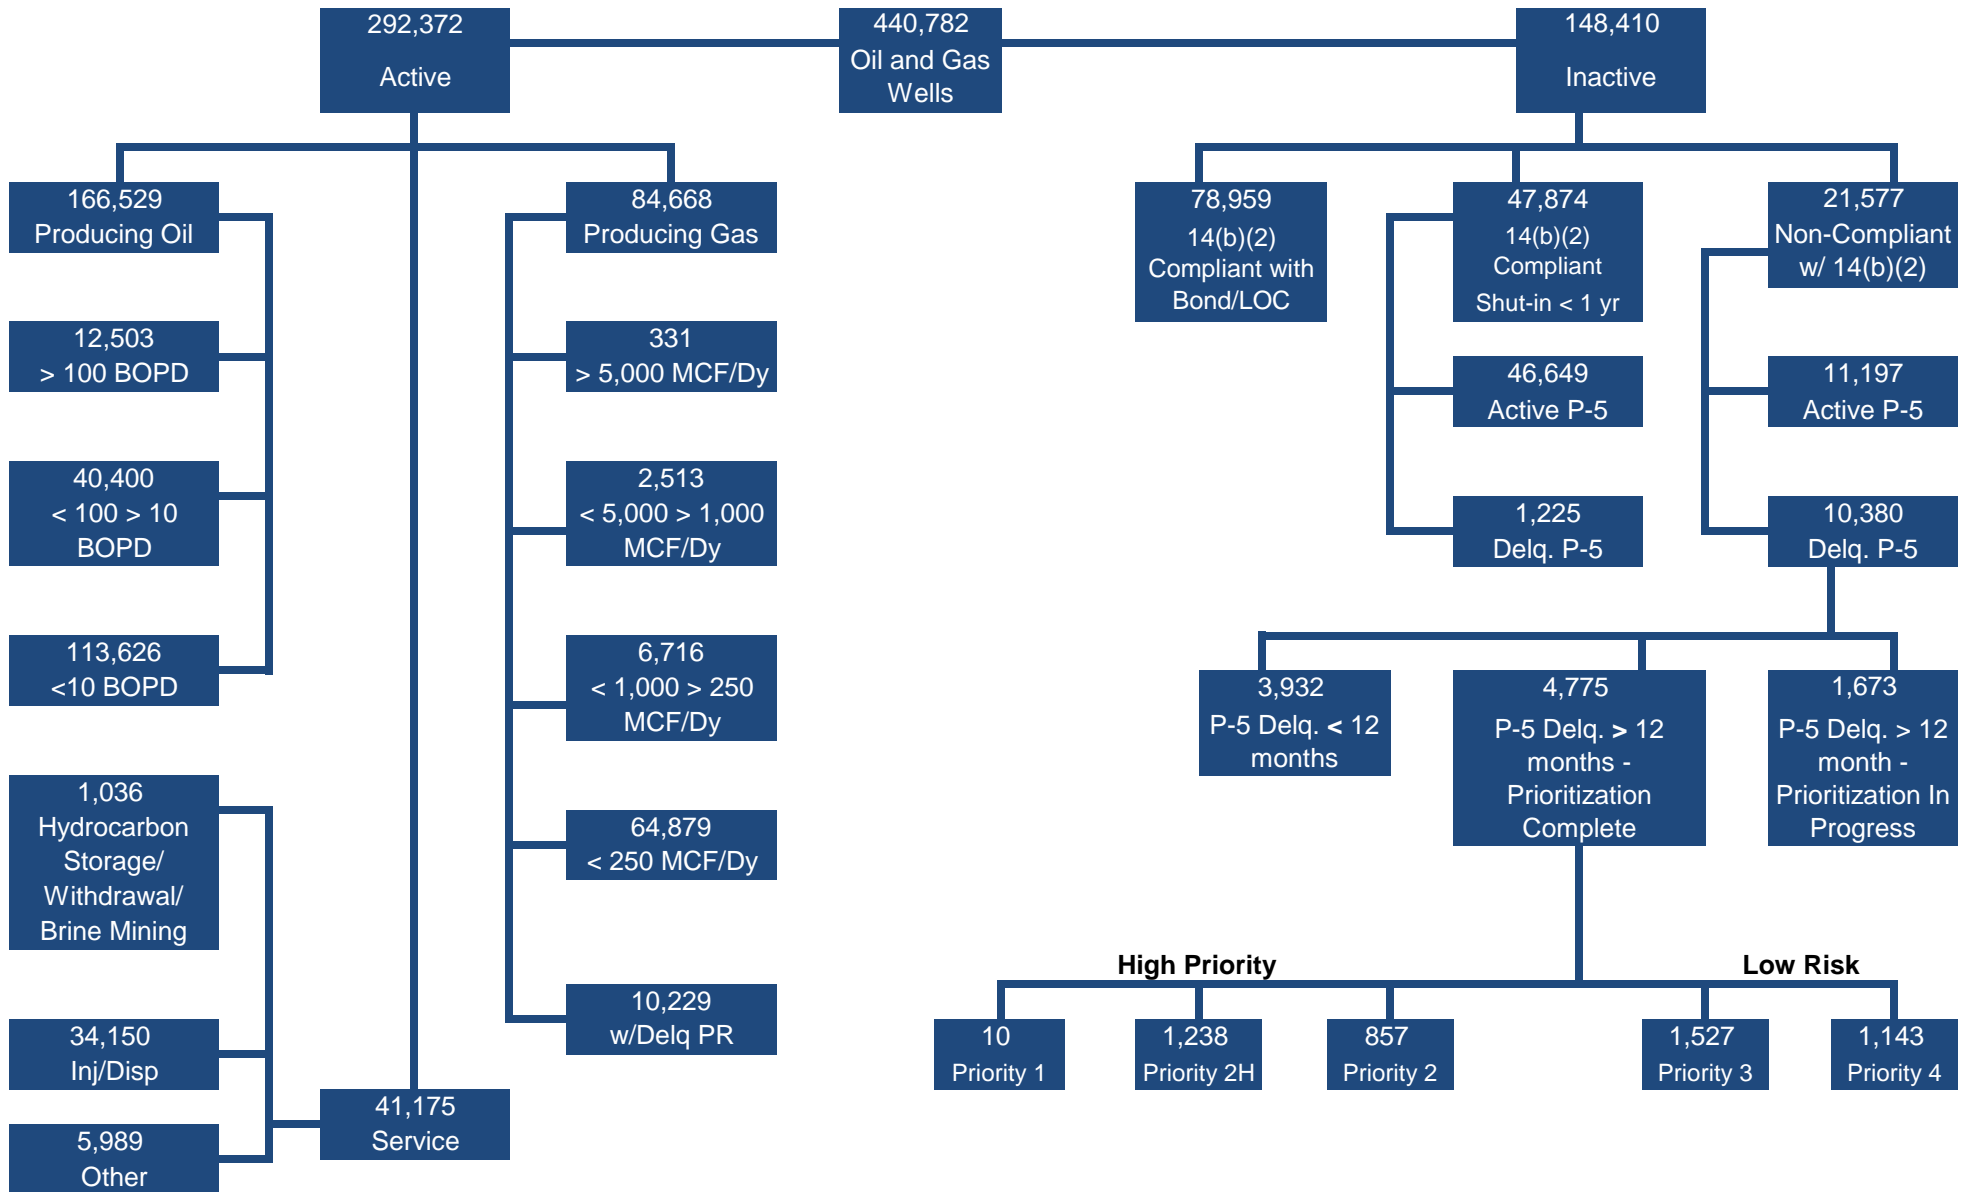 292,372
Active
440,782
Oil and Gas
Wells
148,410
Inactive
166,529
Producing Oil
12,503
> 100 BOPD
40,400
< 100 > 10
BOPD
113,626
<10 BOPD
84,668
Producing Gas
331
> 5,000 MCF/Dy
2,513
< 5,000 > 1,000
MCF/Dy
6,716
< 1,000 > 250
MCF/Dy
64,879
< 250 MCF/Dy
10,229
w/Delq PR
1,036
Hydrocarbon
Storage/
Withdrawal/
Brine Mining
34,150
Inj/Disp
5,989
Other
41,175
Service
78,959
14(b)(2)
Compliant with
Bond/LOC
47,874
14(b)(2)
Compliant
Shut-in < 1 yr
46,649
Active P-5
1,225
Delq. P-5
21,577
Non-Compliant
w/ 14(b)(2)
11,197
Active P-5
10,380
Delq. P-5
3,932
P-5 Delq. < 12
months
4,775
P-5 Delq. > 12
months -
Prioritization
Complete
1,673
P-5 Delq. > 12
month -
Prioritization In
Progress
High Priority
Low Risk
10
Priority 1
1,238
Priority 2H
857
Priority 2
1,527
Priority 3
1,143
Priority 4